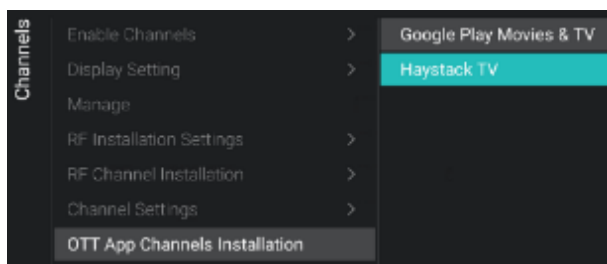 Channels
Enable Channels >
Display Setting >
Manage
RF Installation Settings >
RF Channel Installation >
Channel Settings >
OTT App Channels Installation
Google Play Movies & TV
Haystack TV